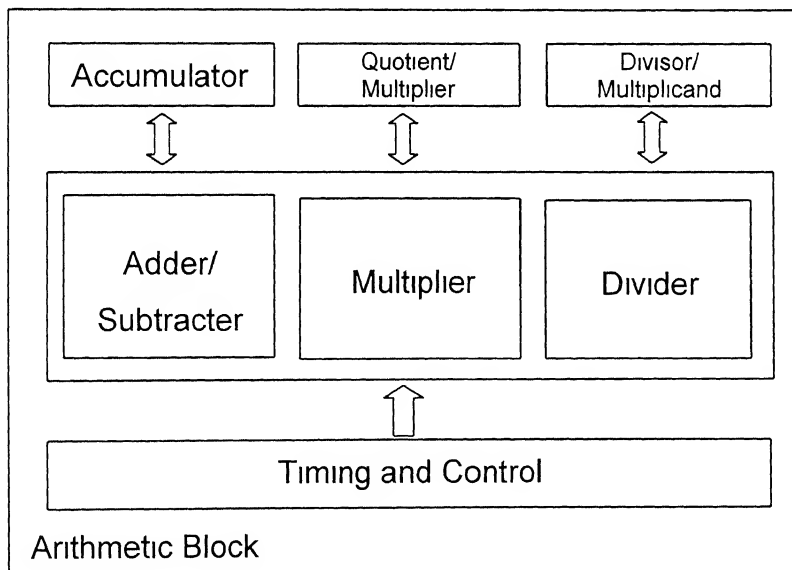 Accumulator
Quotient/
Multiplier
Divisor/
Multiplicand
Adder/
Subtracter
Multiplier
Divider
Timing and Control
Arithmetic Block